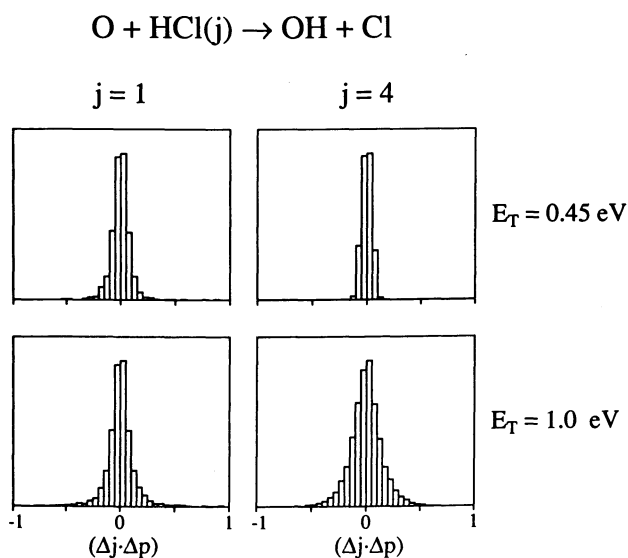 O + HCl(j) → OH + Cl
j = 1
j = 4
E_T = 0.45 eV
E_T = 1.0 eV
-1 0 1
-1 0 1
(Δj·Δp)
(Δj·Δp)